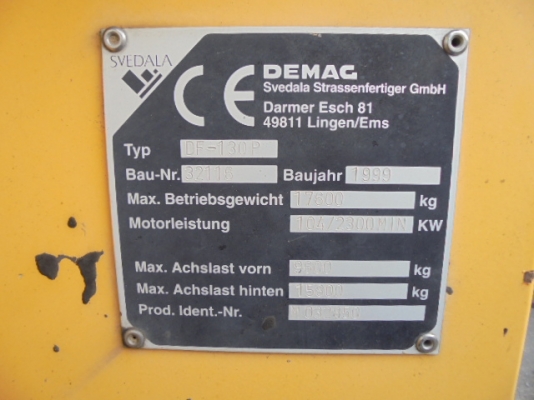 SVEDALA
CE DEMAG
Svedala Strassenfertiger GmbH
Darmer Esch 81
49811 Lingen/Ems
Typ DF-130P
Bau-Nr. Baujahr 1999
Max. Betriebsgewicht kg
Motorleistung KW
Max. Achslast vorn kg
Max. Achslast hinten kg
Prod. Ident.-Nr.